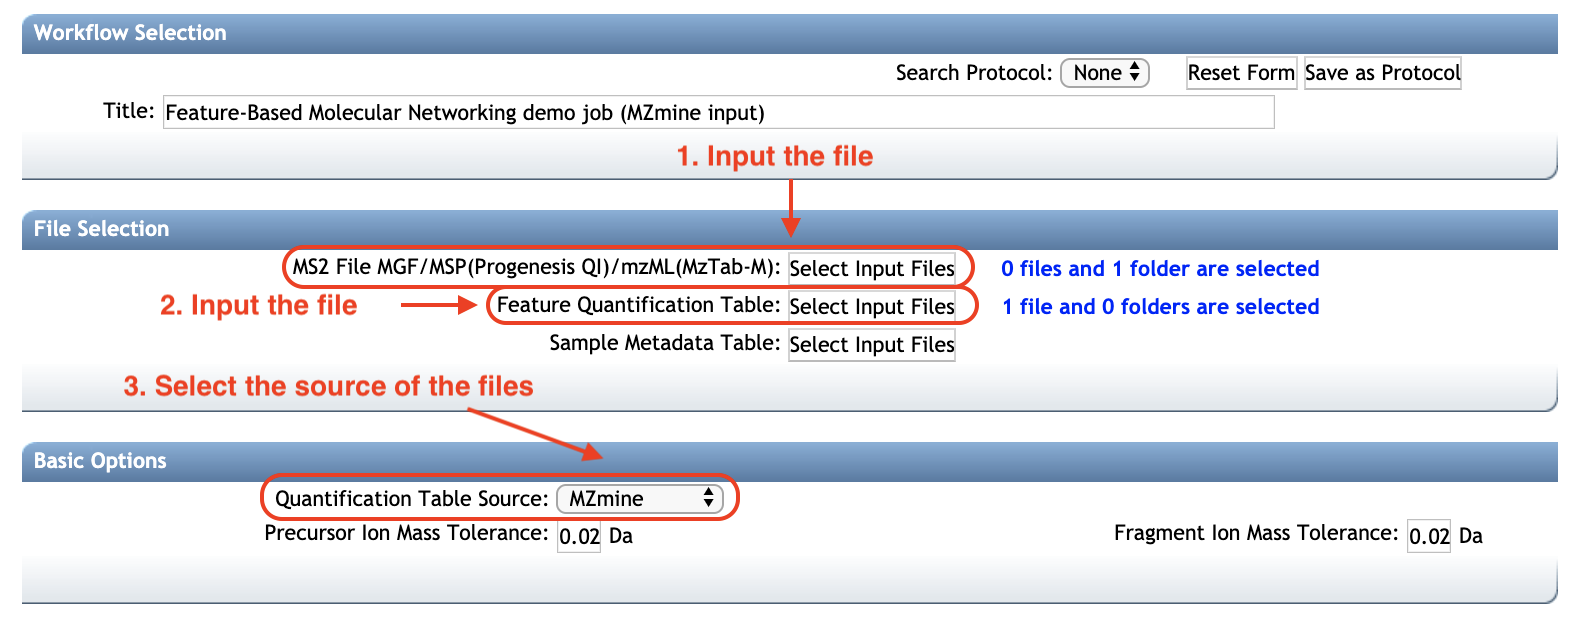 Workflow Selection
Search Protocol: None Reset Form Save as Protocol
Title: Feature-Based Molecular Networking demo job (MZmine input)
1. Input the file
File Selection
MS2 File MGF/MSP(Progenesis QI)/mzML(MzTab-M): Select Input Files 0 files and 1 folder are selected
2. Input the file Feature Quantification Table: Select Input Files 1 file and 0 folders are selected
Sample Metadata Table: Select Input Files
3. Select the source of the files
Basic Options
Quantification Table Source: MZmine
Precursor Ion Mass Tolerance: 0.02 Da Fragment Ion Mass Tolerance: 0.02 Da